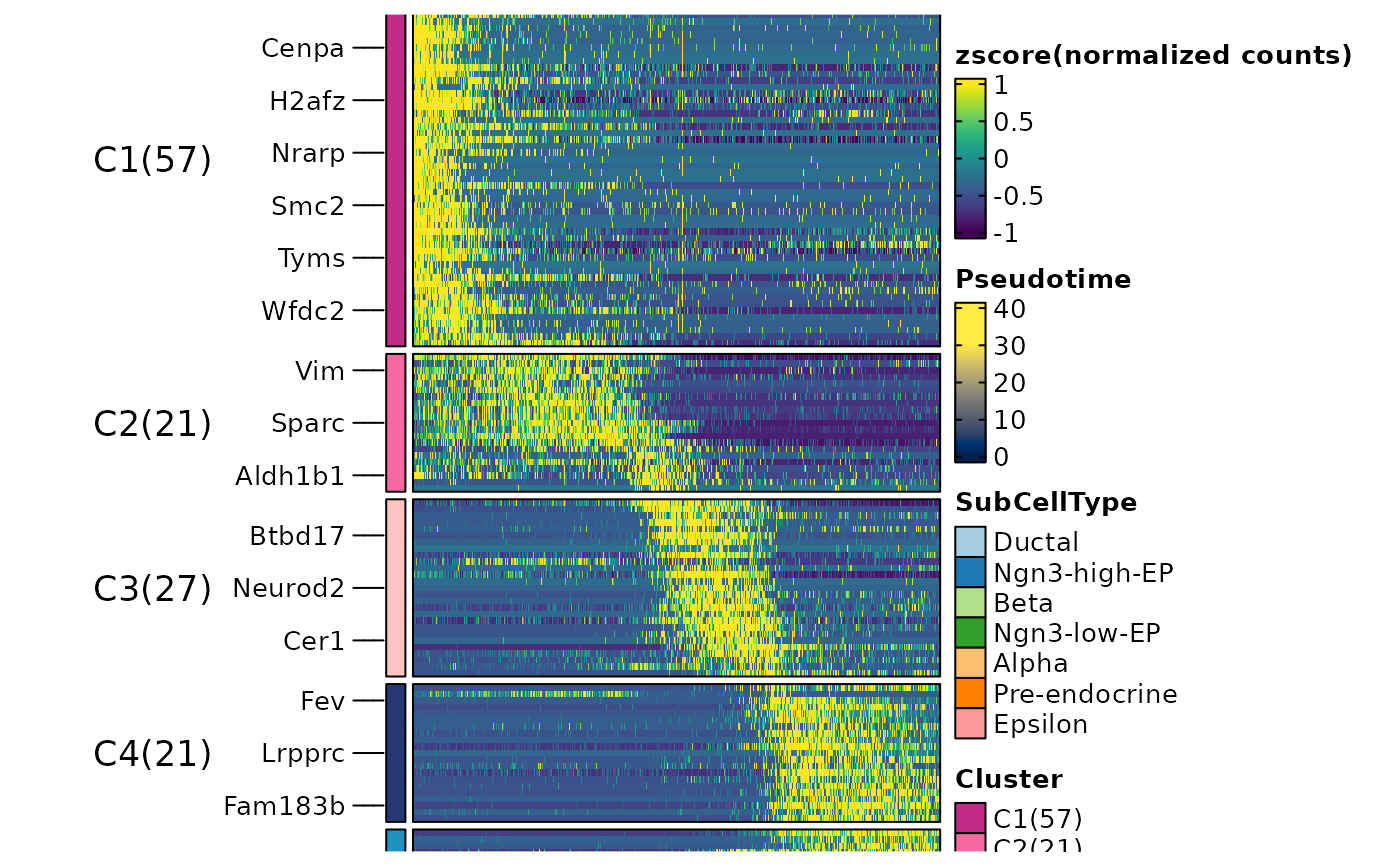 C1(57)
Cenpa
H2afz
Nrarp
Smc2
Tyms
Wfdc2
C2(21)
Vim
Sparc
Aldh1b1
C3(27)
Btbd17
Neurod2
Cer1
C4(21)
Fev
Lrpprc
Fam183b
zscore(normalized counts)
1
0.5
0
-0.5
-1
Pseudotime
40
30
20
10
0
SubCellType
Ductal
Ngn3-high-EP
Beta
Ngn3-low-EP
Alpha
Pre-endocrine
Epsilon
Cluster
C1(57)
C2(21)